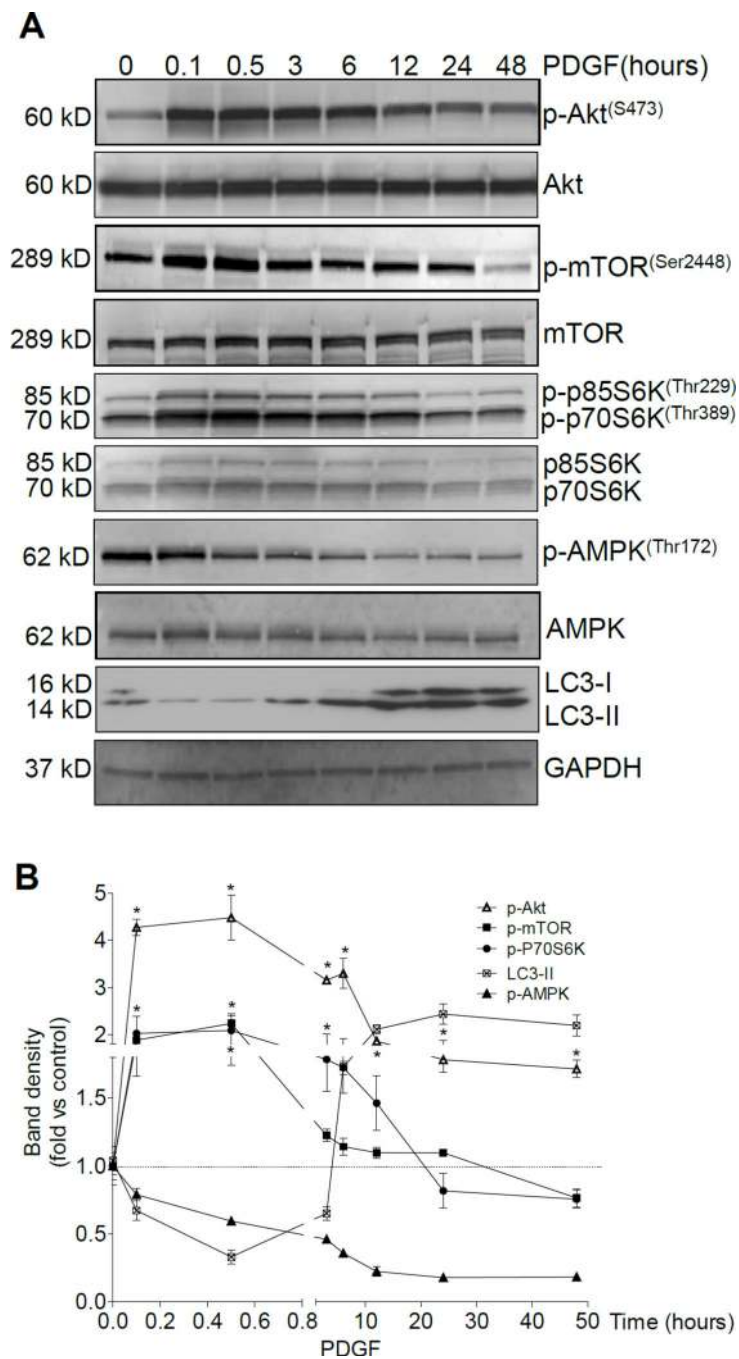 A
0 0.1 0.5 3 6 12 24 48 PDGF(hours)
60 kD p-Akt(S473)
60 kD Akt
289 kD p-mTOR(Ser2448)
289 kD mTOR
85 kD p-p85S6K(Thr229)
70 kD p-p70S6K(Thr389)
85 kD p85S6K
70 kD p70S6K
62 kD p-AMPK(Thr172)
62 kD AMPK
16 kD LC3-I
14 kD LC3-II
37 kD GAPDH
B
Band density
(fold vs control)
5
4
3
2
1.5
1.0
0.5
0.0
* * * * * * * * * *
p-Akt
p-mTOR
p-P70S6K
LC3-II
p-AMPK
0.0 0.2 0.4 0.6 0.8 10 20 30 40 50 Time (hours)
PDGF